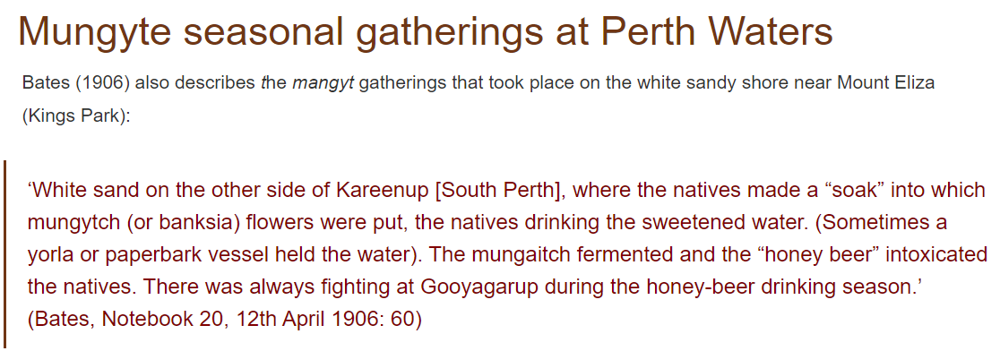 Mungyte seasonal gatherings at Perth Waters
Bates (1906) also describes the mangyt gatherings that took place on the white sandy shore near Mount Eliza
(Kings Park):
‘White sand on the other side of Kareenup [South Perth], where the natives made a “soak” into which
mungytch (or banksia) flowers were put, the natives drinking the sweetened water. (Sometimes a
yorla or paperbark vessel held the water). The mungaitch fermented and the “honey beer” intoxicated
the natives. There was always fighting at Gooyagarup during the honey-beer drinking season.’
(Bates, Notebook 20, 12th April 1906: 60)